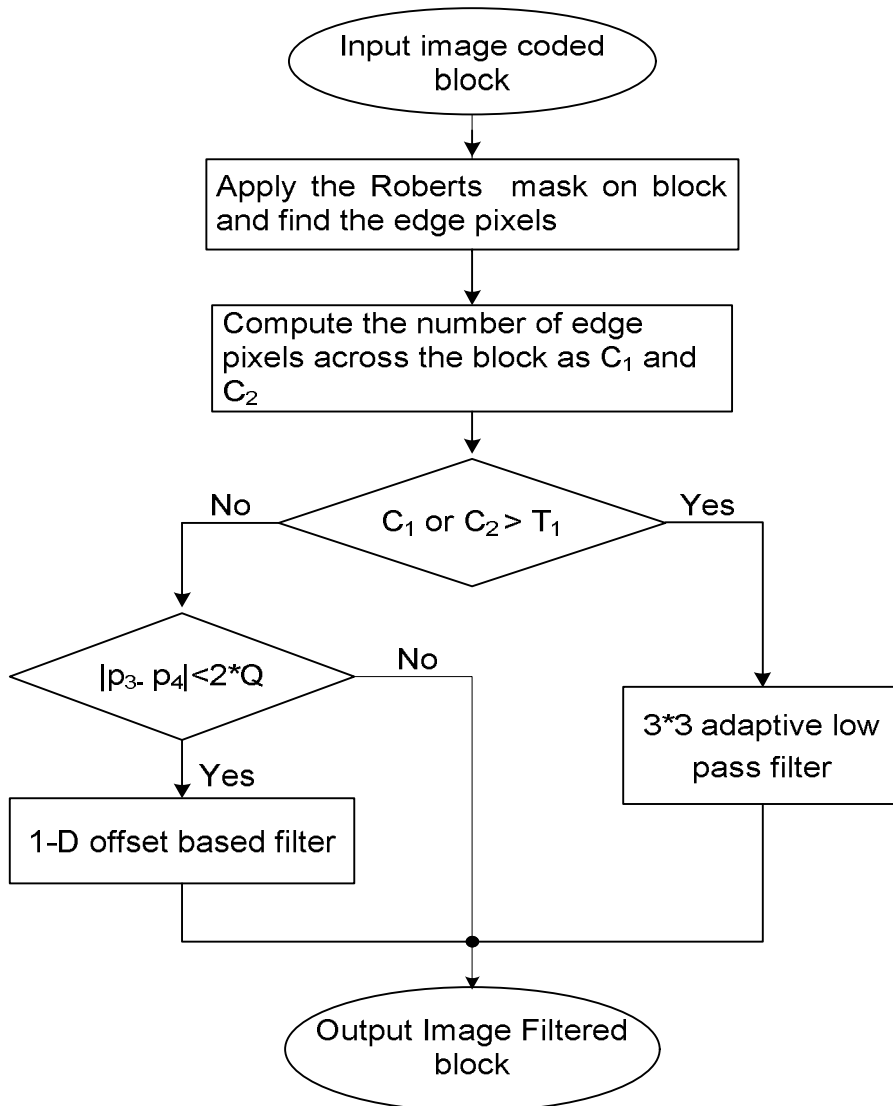 Input image coded
block
Apply the Roberts mask on block
and find the edge pixels
Compute the number of edge
pixels across the block as C₁ and
C₂
No
C₁ or C₂ > T₁
Yes
|p₃- p₄|<2*Q
No
3*3 adaptive low
pass filter
Yes
1-D offset based filter
Output Image Filtered
block